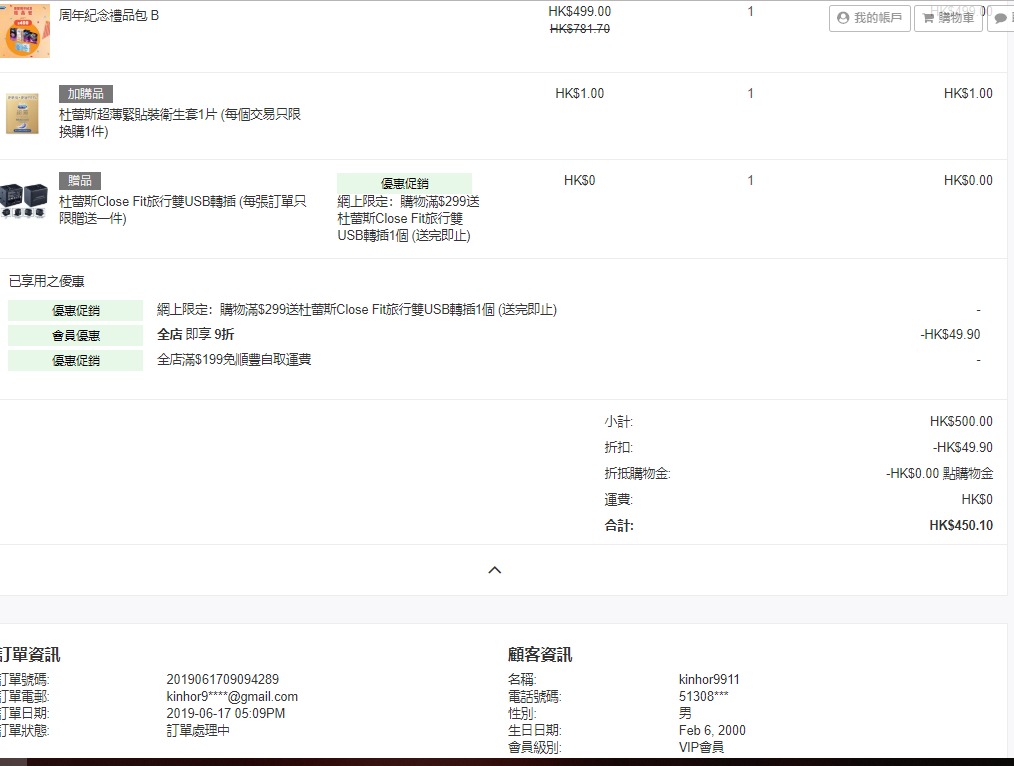 周年紀念禮品包 B
HK$499.00
HK$781.70
1
HK$499.00
我的帳戶
購物車
加購品
杜蕾斯超薄緊貼裝衛生套1片 (每個交易只限
換購1件)
HK$1.00
1
HK$1.00
贈品
杜蕾斯Close Fit旅行雙USB轉插 (每張訂單只
限贈送一件)
優惠促銷
網上限定：購物滿$299送
杜蕾斯Close Fit旅行雙
USB轉插1個 (送完即止)
HK$0
1
HK$0.00
已享用之優惠
優惠促銷
網上限定：購物滿$299送杜蕾斯Close Fit旅行雙USB轉插1個 (送完即止)
-
會員優惠
全店 即享 9折
-HK$49.90
優惠促銷
全店滿$199免順豐自取運費
-
小計:
HK$500.00
折扣:
-HK$49.90
折抵購物金:
-HK$0.00 點購物金
運費:
HK$0
合計:
HK$450.10
訂單資訊
訂單號碼:
2019061709094289
訂單電郵:
kinhor9****@gmail.com
訂單日期:
2019-06-17 05:09PM
訂單狀態:
訂單處理中
顧客資訊
名稱:
kinhor9911
電話號碼:
51308***
性別:
男
生日日期:
Feb 6, 2000
會員級別:
VIP會員